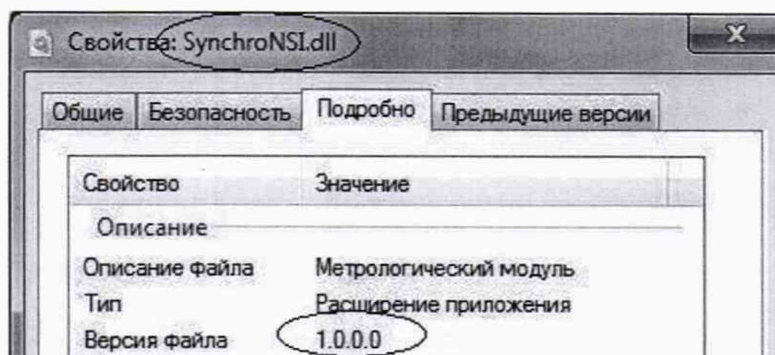 Свойства: SynchroNSI.dll
Общие Безопасность Подробно Предыдущие версии
Свойство Значение
Описание
Описание файла Метрологический модуль
Тип Расширение приложения
Версия файла 1.0.0.0